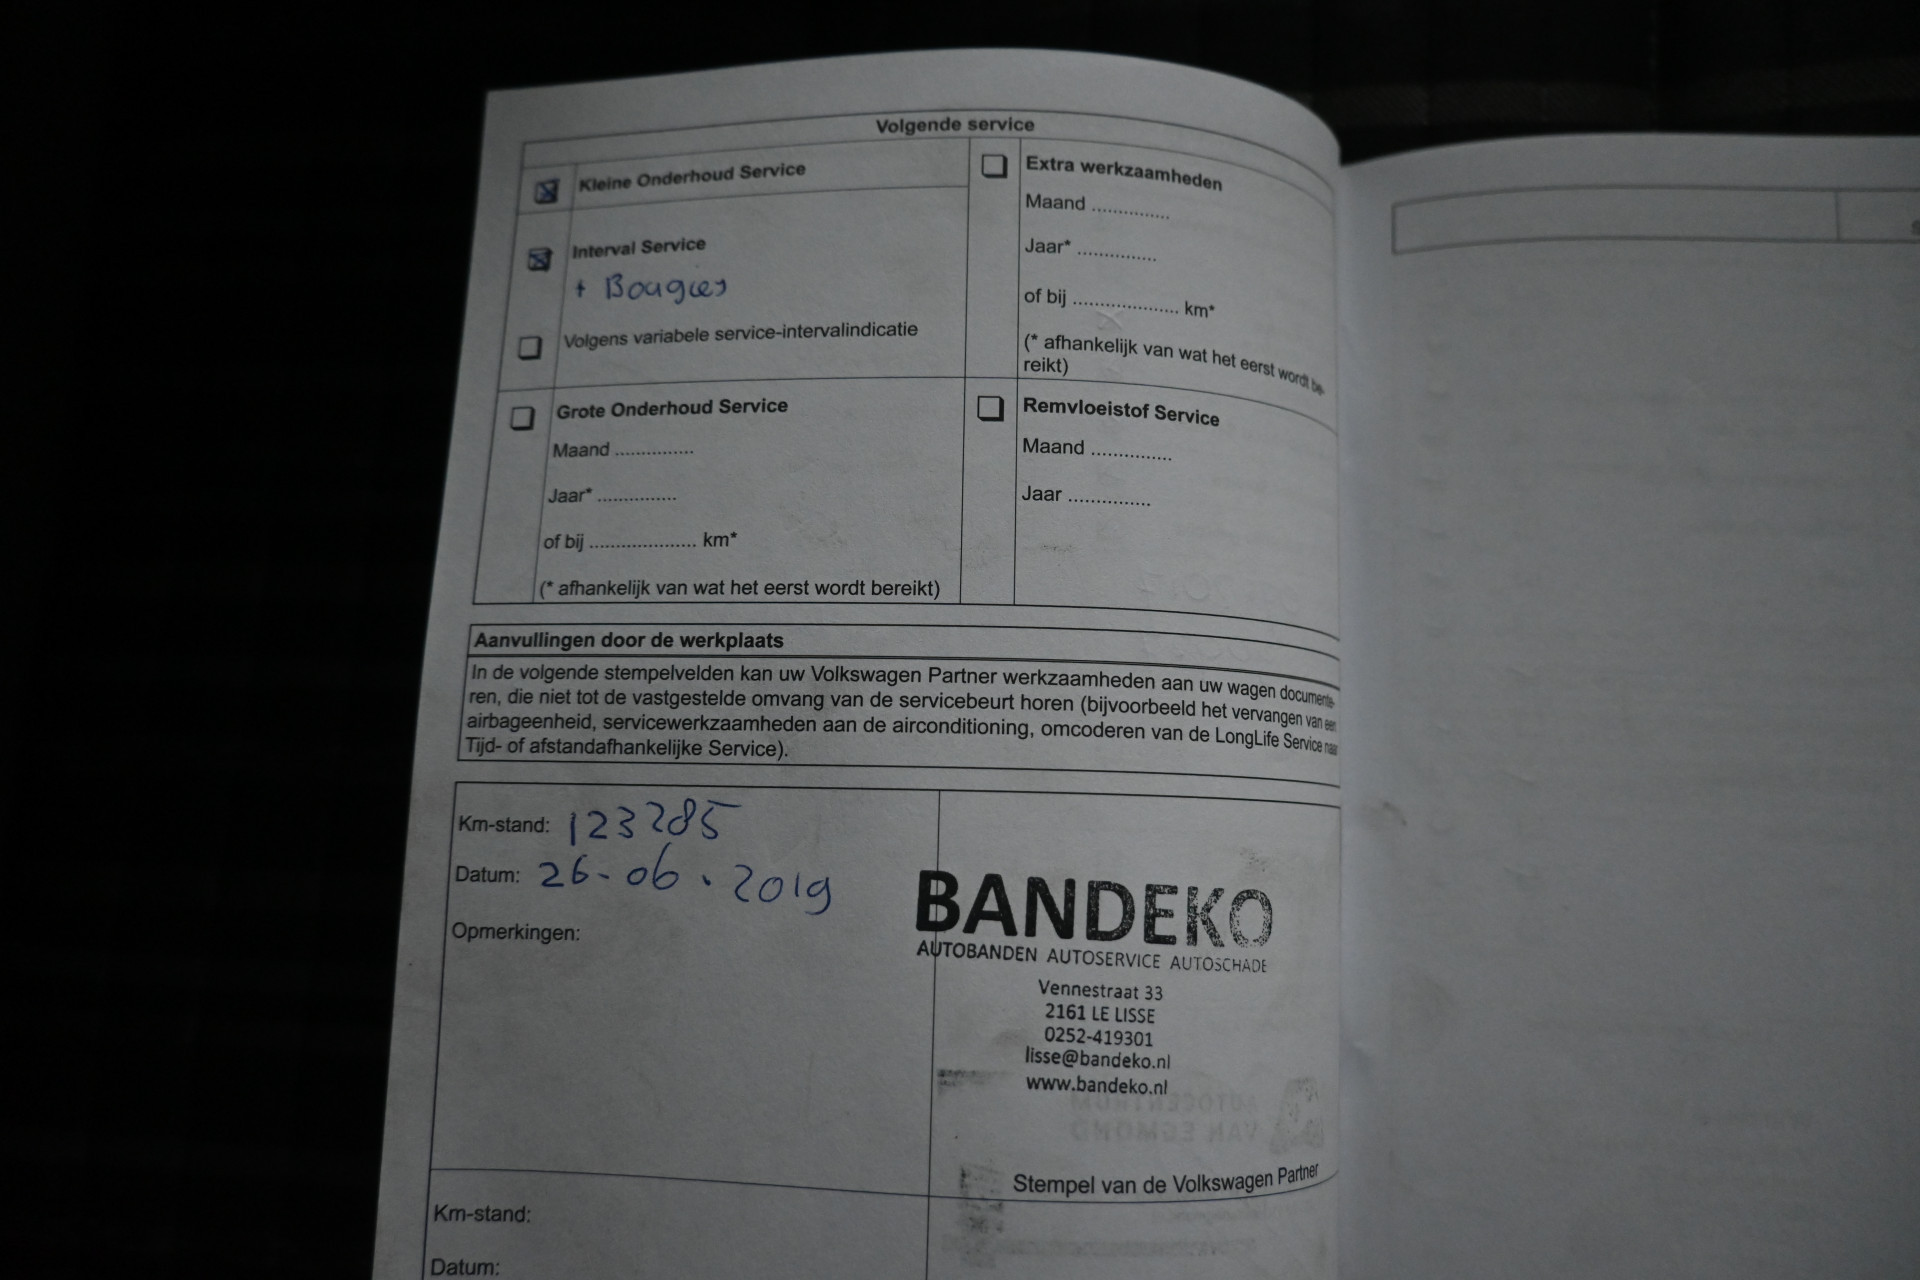 Volgende service
Kleine Onderhoud Service
Interval Service
+ Bougies
Volgens variabele service-intervalindicatie
Extra werkzaamheden
Maand ..............
Jaar* ..............
of bij ................... km*
(* afhankelijk van wat het eerst wordt be-
reikt)
Grote Onderhoud Service
Maand ..............
Jaar* ..............
of bij ................... km*
(* afhankelijk van wat het eerst wordt bereikt)
Remvloeistof Service
Maand ..............
Jaar ..............
Aanvullingen door de werkplaats
In de volgende stempelvelden kan uw Volkswagen Partner werkzaamheden aan uw wagen documente-
ren, die niet tot de vastgestelde omvang van de servicebeurt horen (bijvoorbeeld het vervangen van een
airbageenheid, servicewerkzaamheden aan de airconditioning, omcoderen van de LongLife Service naar
Tijd- of afstandafhankelijke Service).
Km-stand: 123285
Datum: 26-06.2019
Opmerkingen:
BANDEKO
AUTOBANDEN AUTOSERVICE AUTOSCHADE
Vennestraat 33
2161 LE LISSE
0252-419301
lisse@bandeko.nl
www.bandeko.nl
AUTOCENTRUM
VAN EGMOND
Stempel van de Volkswagen Partner
Km-stand:
Datum: